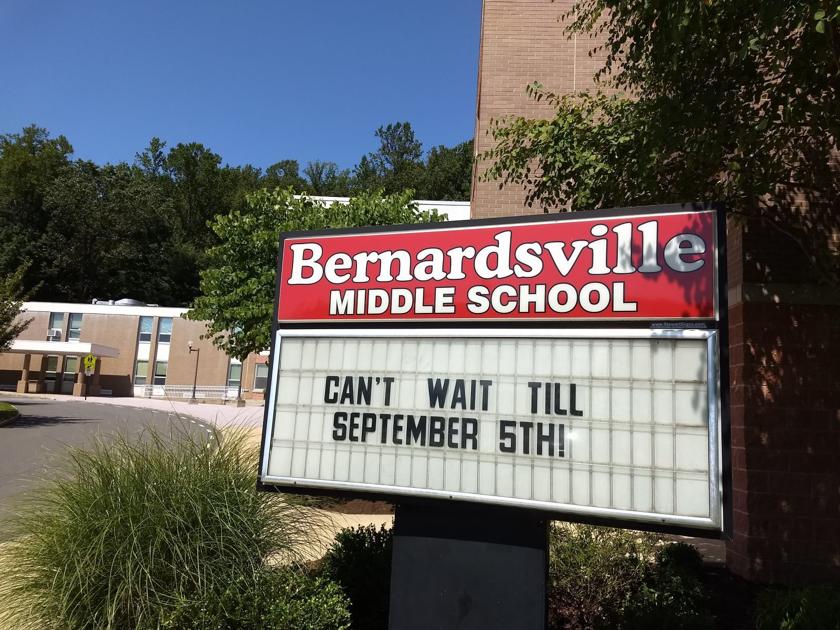 Bernardsville
MIDDLE SCHOOL
CAN'T WAIT TILL
SEPTEMBER 5TH!